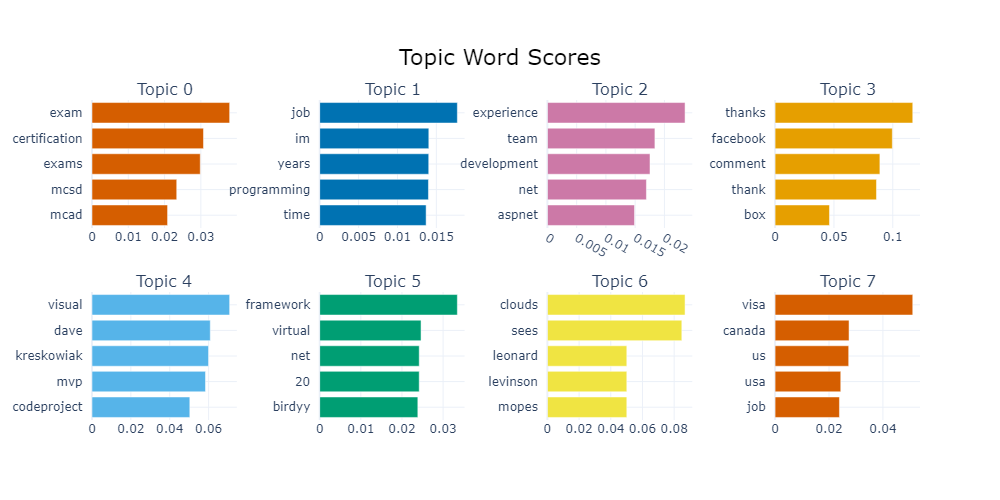 Topic Word Scores
Topic 0
exam
certification
exams
mcsd
mcad
0 0.01 0.02 0.03
Topic 1
job
im
years
programming
time
0 0.005 0.01 0.015
Topic 2
experience
team
development
net
aspnet
0 0.005 0.01 0.015 0.02
Topic 3
thanks
facebook
comment
thank
box
0 0.05 0.1
Topic 4
visual
dave
kreskowiak
mvp
codeproject
0 0.02 0.04 0.06
Topic 5
framework
virtual
net
20
birdyy
0 0.01 0.02 0.03
Topic 6
clouds
sees
leonard
levinson
mopes
0 0.02 0.04 0.06 0.08
Topic 7
visa
canada
us
usa
job
0 0.02 0.04